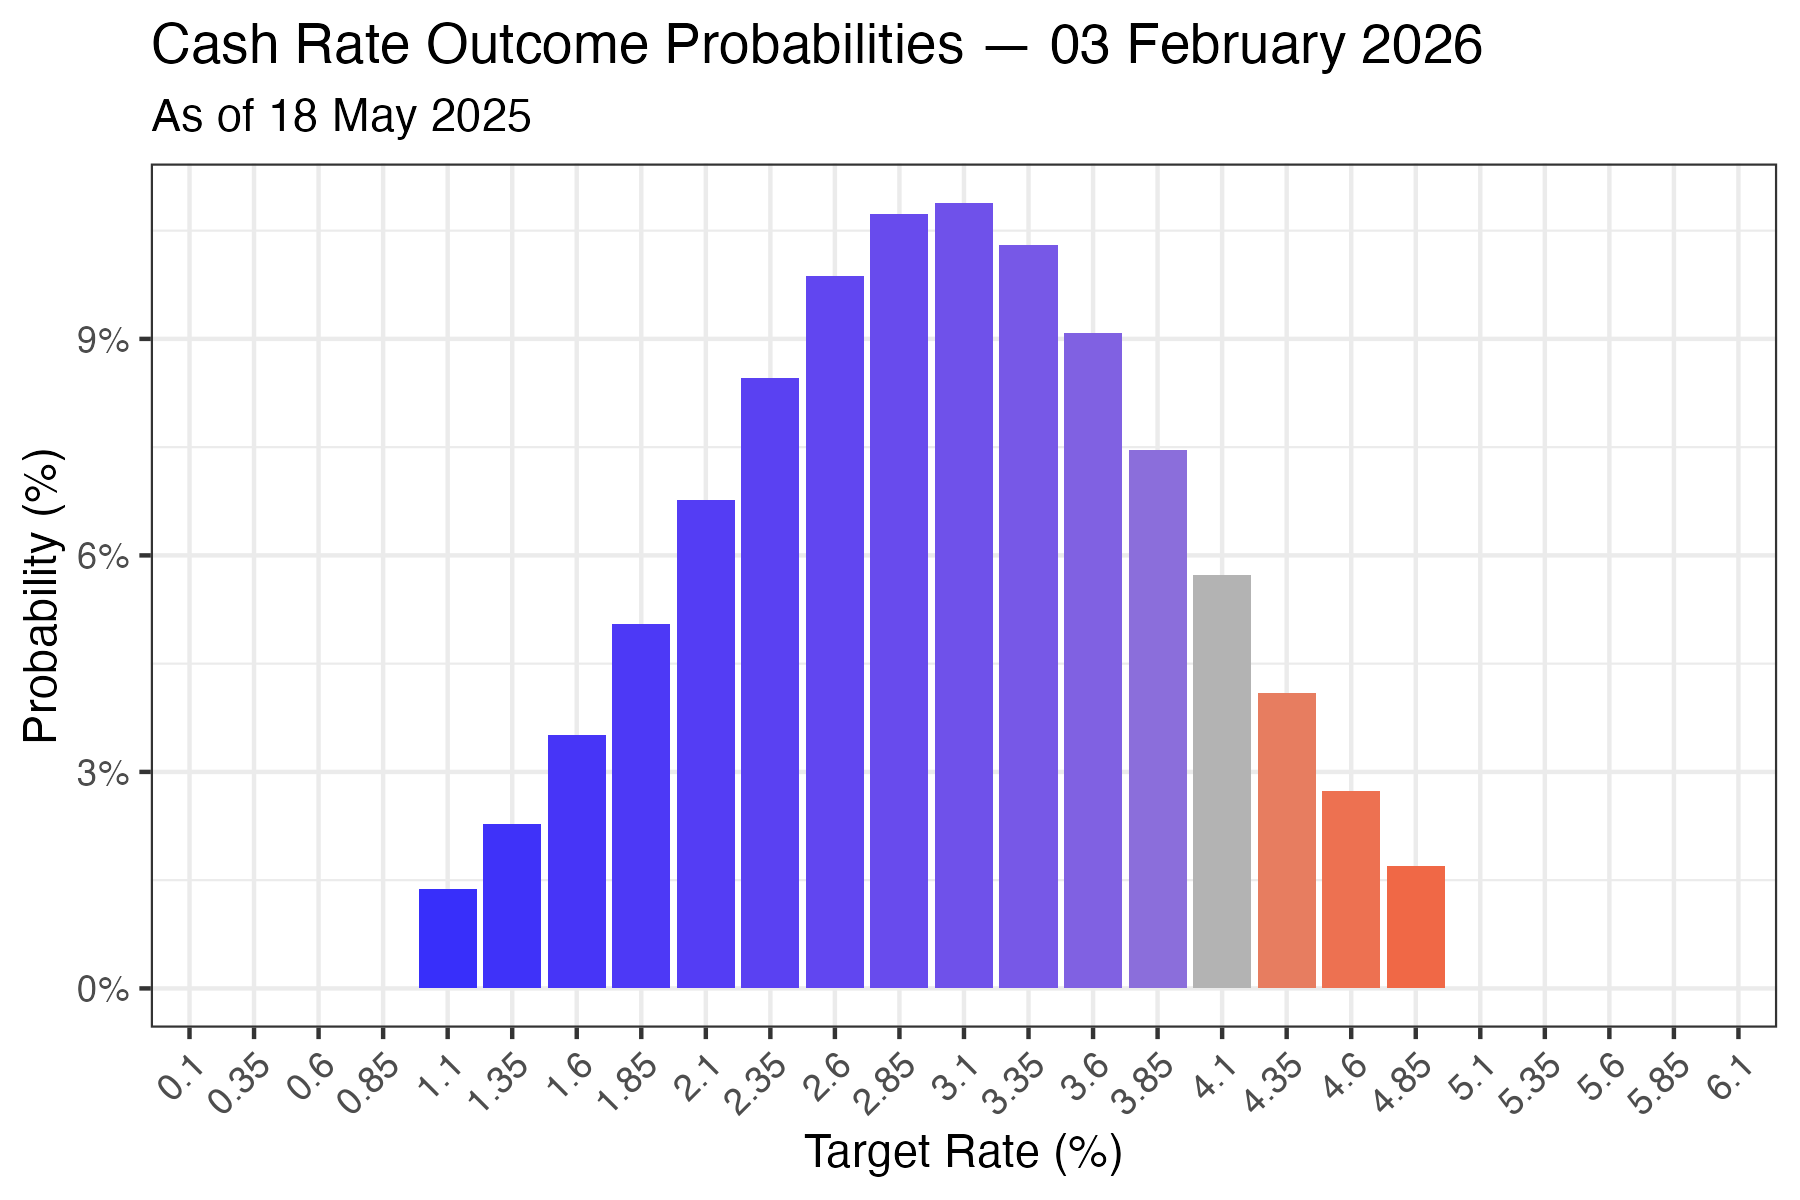 Cash Rate Outcome Probabilities — 03 February 2026
As of 18 May 2025
Probability (%)
9%
6%
3%
0%
0.1 0.35 0.6 0.85 1.1 1.35 1.6 1.85 2.1 2.35 2.6 2.85 3.1 3.35 3.6 3.85 4.1 4.35 4.6 4.85 5.1 5.35 5.6 5.85 6.1
Target Rate (%)